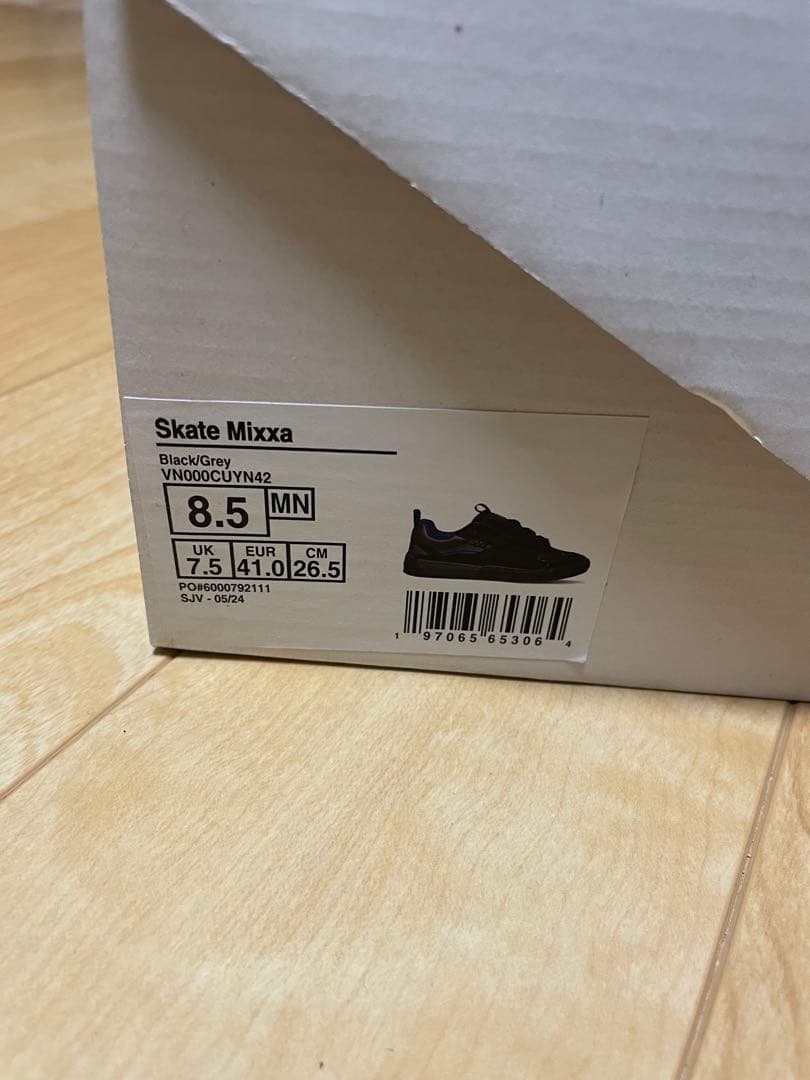 Skate Mixxa
Black/Grey
VN000CUYN42
8.5 MN
UK EUR CM
7.5 41.0 26.5
PO#6000792111
SJV - 05/24
1 97065 65306 4